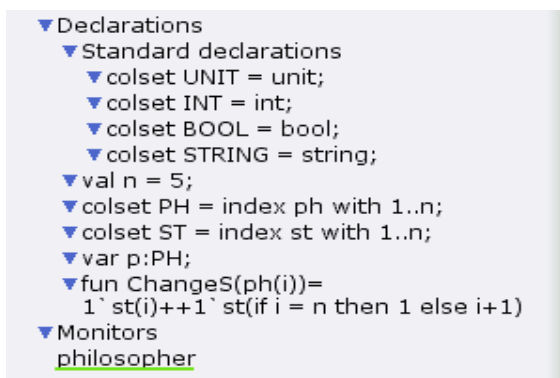 Declarations
Standard declarations
colset UNIT = unit;
colset INT = int;
colset BOOL = bool;
colset STRING = string;
val n = 5;
colset PH = index ph with 1..n;
colset ST = index st with 1..n;
var p:PH;
fun ChangeS(ph(i))=
1`st(i)++1`st(if i = n then 1 else i+1)
Monitors
philosopher